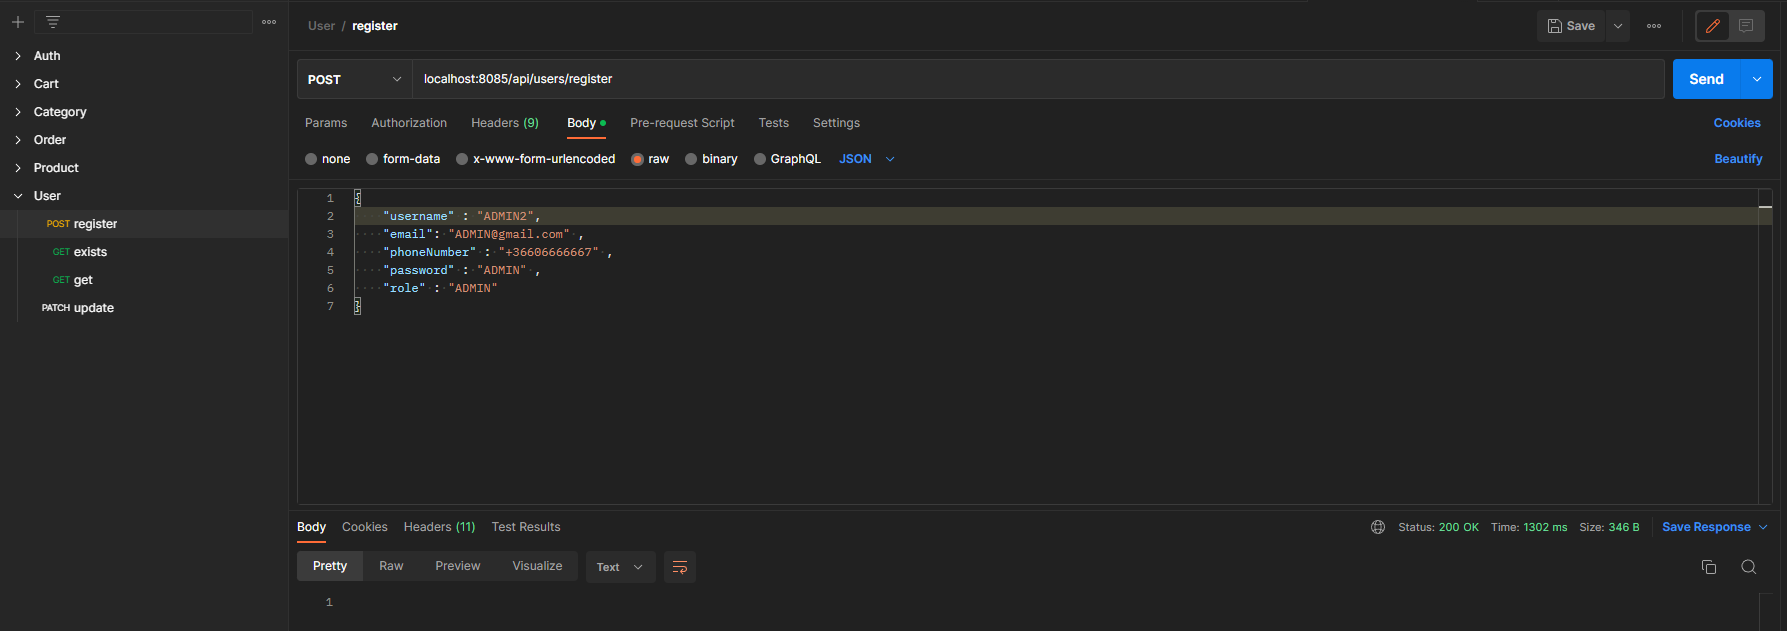 User / register
Save
Auth
Cart
Category
Order
Product
User
POST register
GET exists
GET get
PATCH update
POST
localhost:8085/api/users/register
Send
Params Authorization Headers (9) Body Pre-request Script Tests Settings Cookies
none form-data x-www-form-urlencoded raw binary GraphQL JSON Beautify
1 {
2 "username" : "ADMIN2",
3 "email": "ADMIN@gmail.com" ,
4 "phoneNumber" : "+36606666667" ,
5 "password" : "ADMIN" ,
6 "role" : "ADMIN"
7 }
Body Cookies Headers (11) Test Results Status: 200 OK Time: 1302 ms Size: 346 B Save Response
Pretty Raw Preview Visualize Text
1